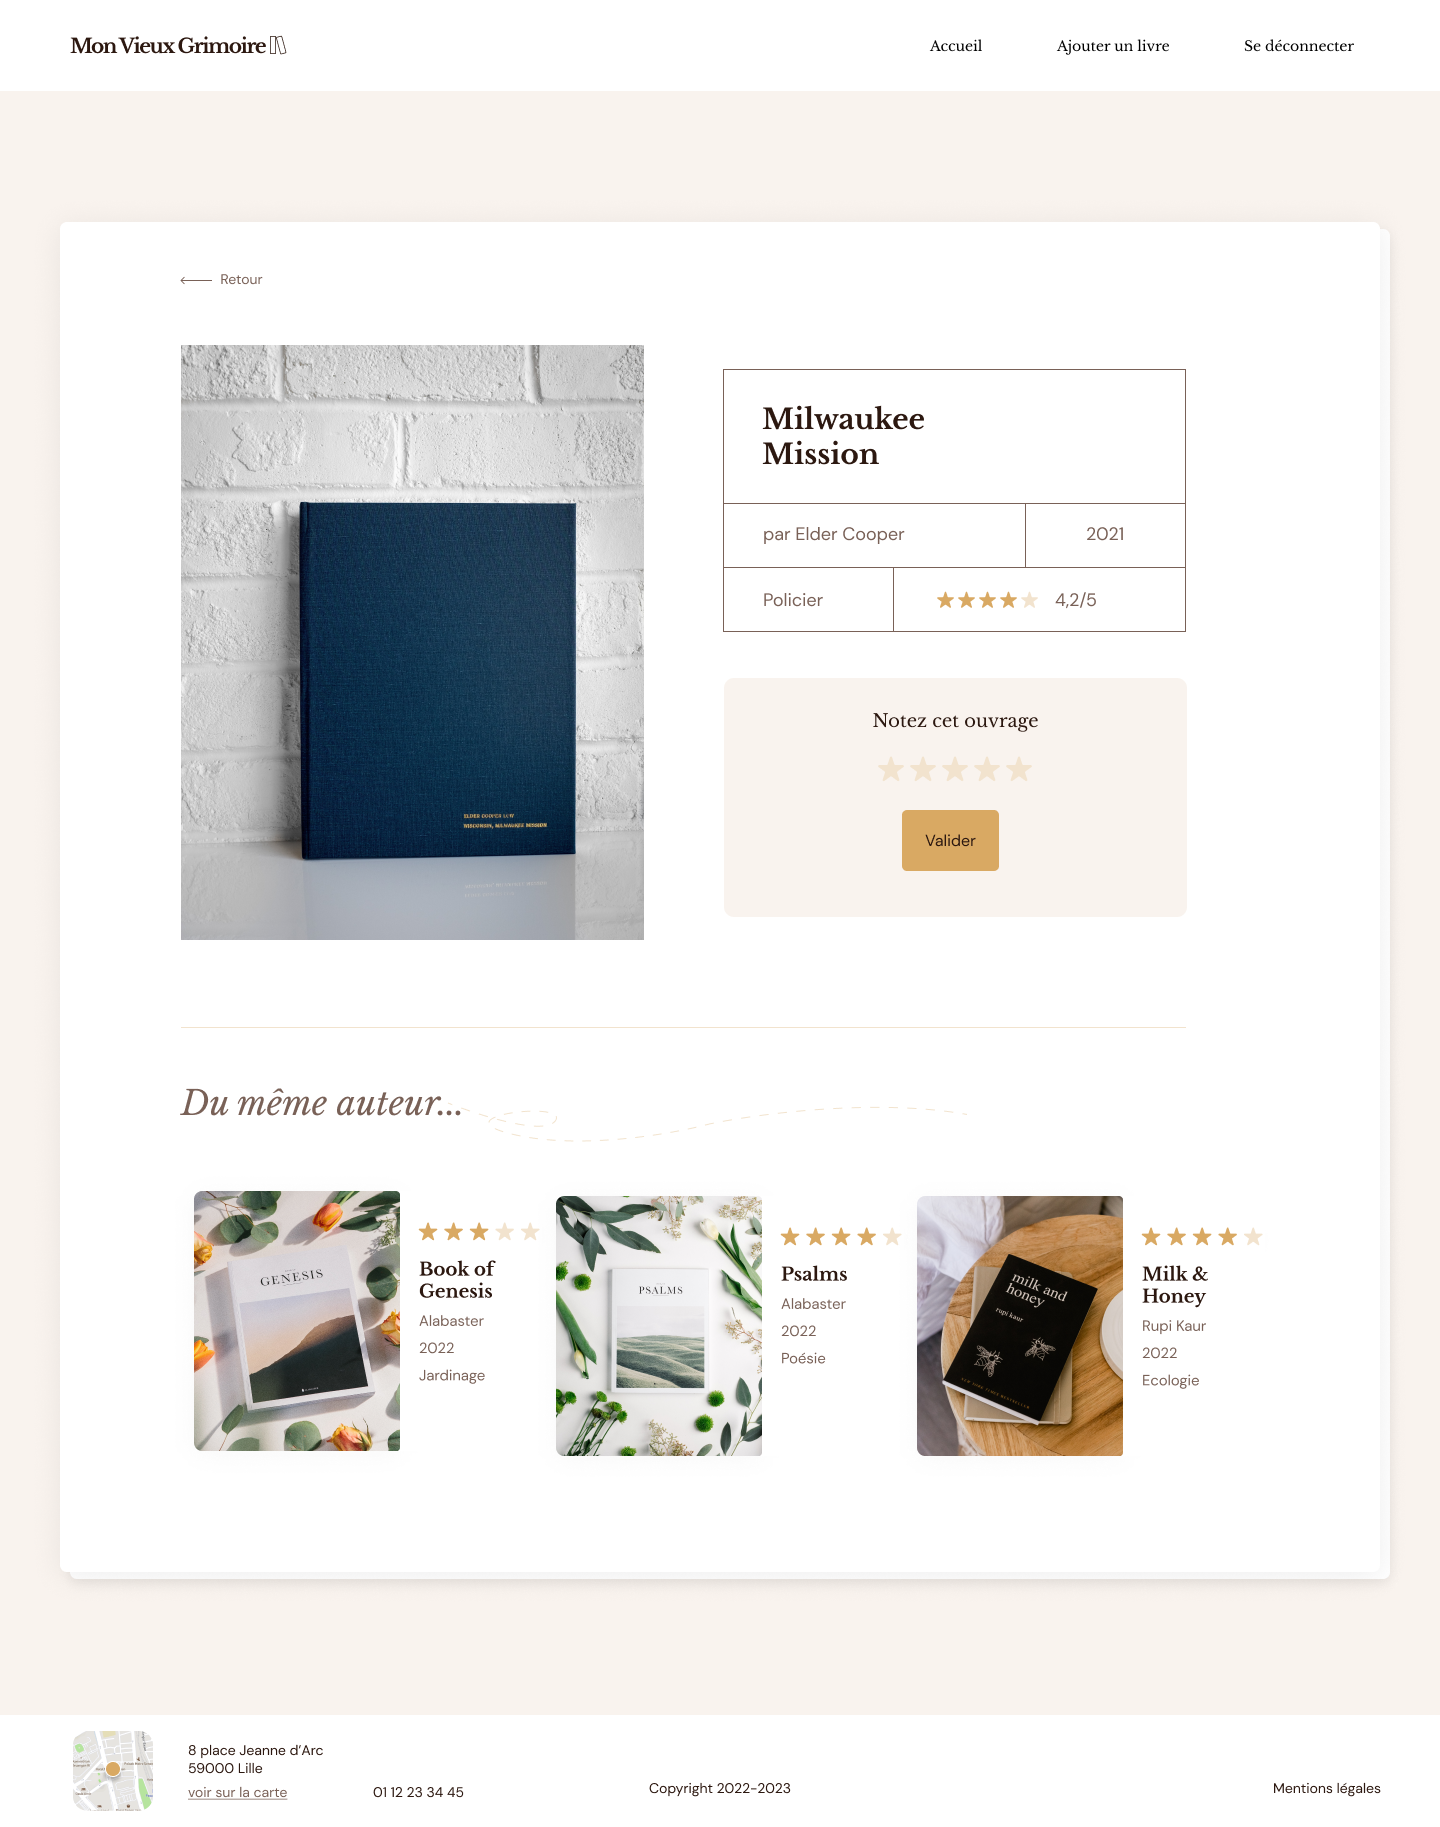 Mon Vieux Grimoire
Accueil
Ajouter un livre
Se déconnecter
Retour
Milwaukee
Mission
par Elder Cooper
2021
Policier
4,2/5
ELDER COOPER LOW
WISCONSIN, MILWAUKEE MISSION
Notez cet ouvrage
Valider
Du même auteur...
GENESIS
Book of
Genesis
Alabaster
2022
Jardinage
PSALMS
Psalms
Alabaster
2022
Poésie
milk and
honey
rupi kaur
Milk &
Honey
Rupi Kaur
2022
Ecologie
8 place Jeanne d’Arc
59000 Lille
voir sur la carte
01 12 23 34 45
Copyright 2022-2023
Mentions légales